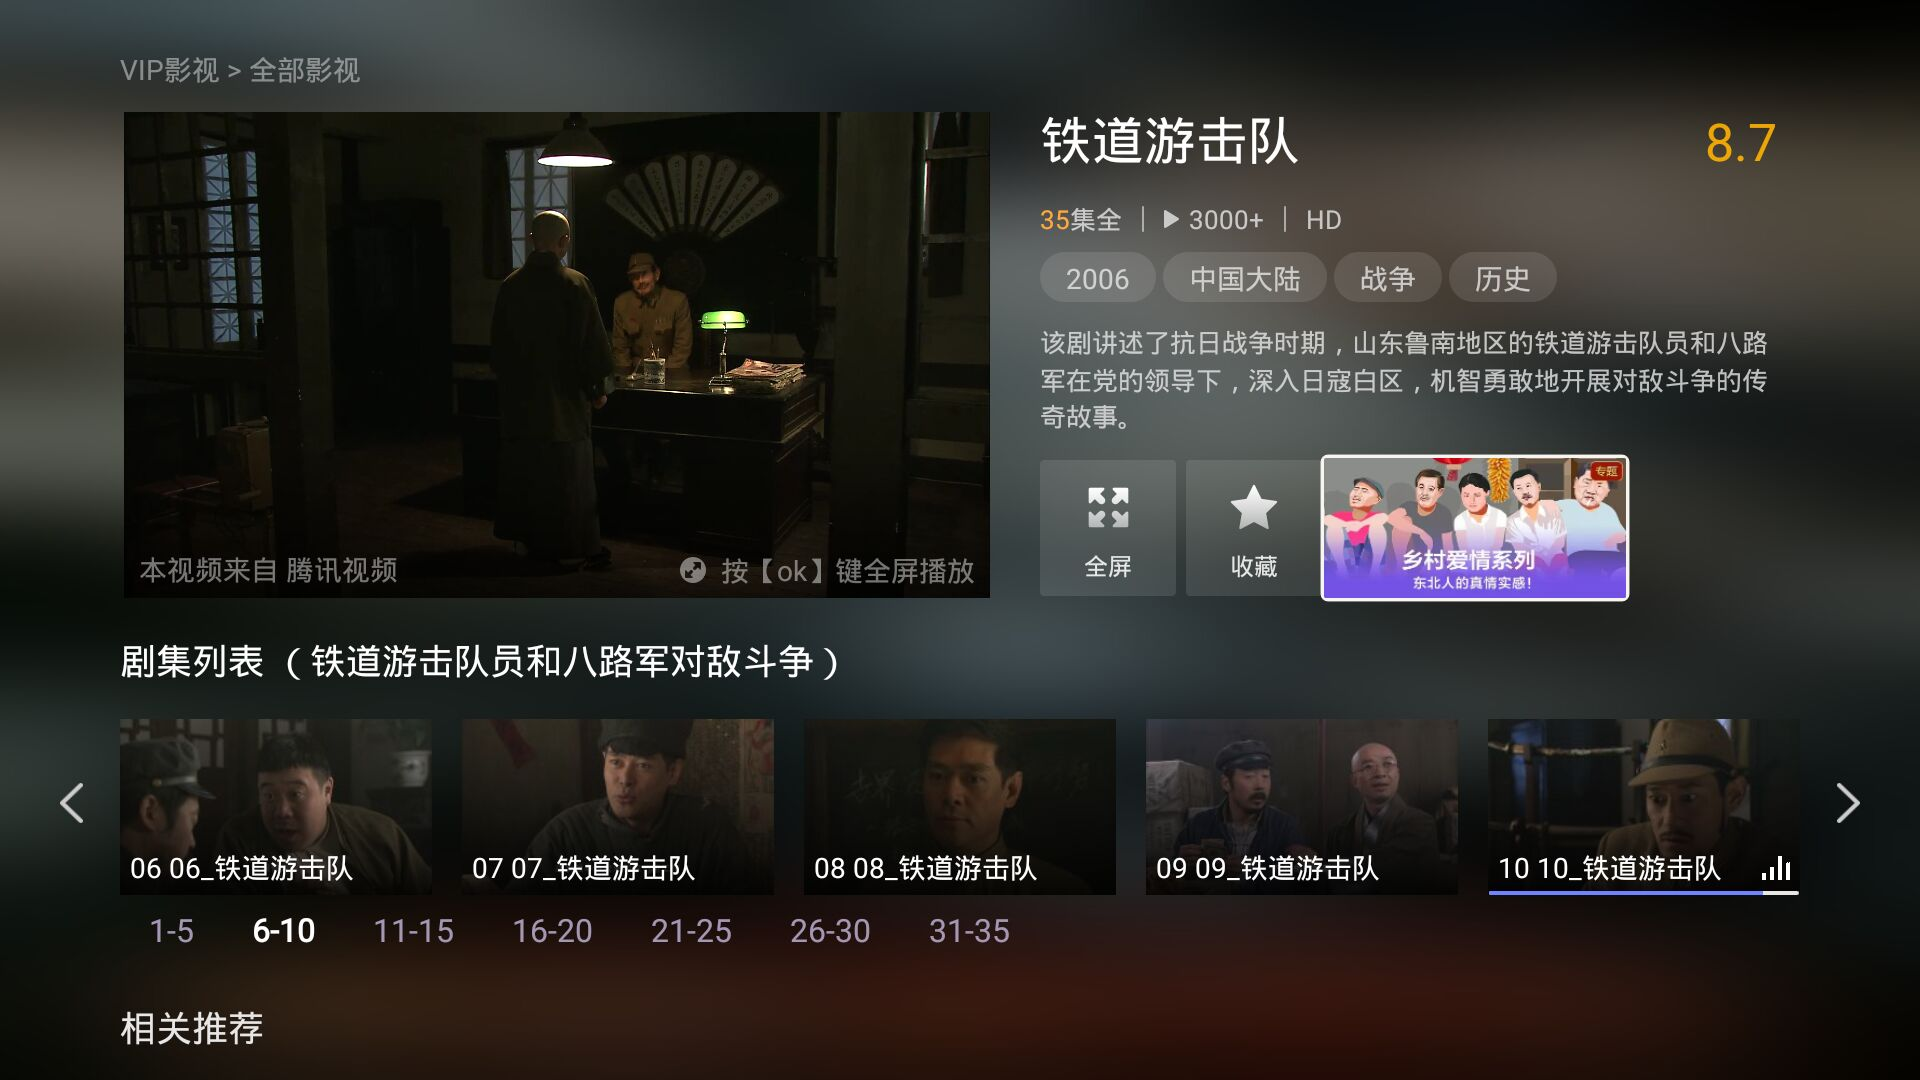 VIP影视 > 全部影视
铁道游击队
8.7
35集全 3000+ HD
2006 中国大陆 战争 历史
该剧讲述了抗日战争时期，山东鲁南地区的铁道游击队员和八路
军在党的领导下，深入日寇白区，机智勇敢地开展对敌斗争的传
奇故事。
本视频来自 腾讯视频
按【ok】键全屏播放
全屏
收藏
专题
乡村爱情系列
东北人的真情实感!
剧集列表 （铁道游击队员和八路军对敌斗争）
06 06_铁道游击队
07 07_铁道游击队
08 08_铁道游击队
09 09_铁道游击队
10 10_铁道游击队
1-5 6-10 11-15 16-20 21-25 26-30 31-35
相关推荐